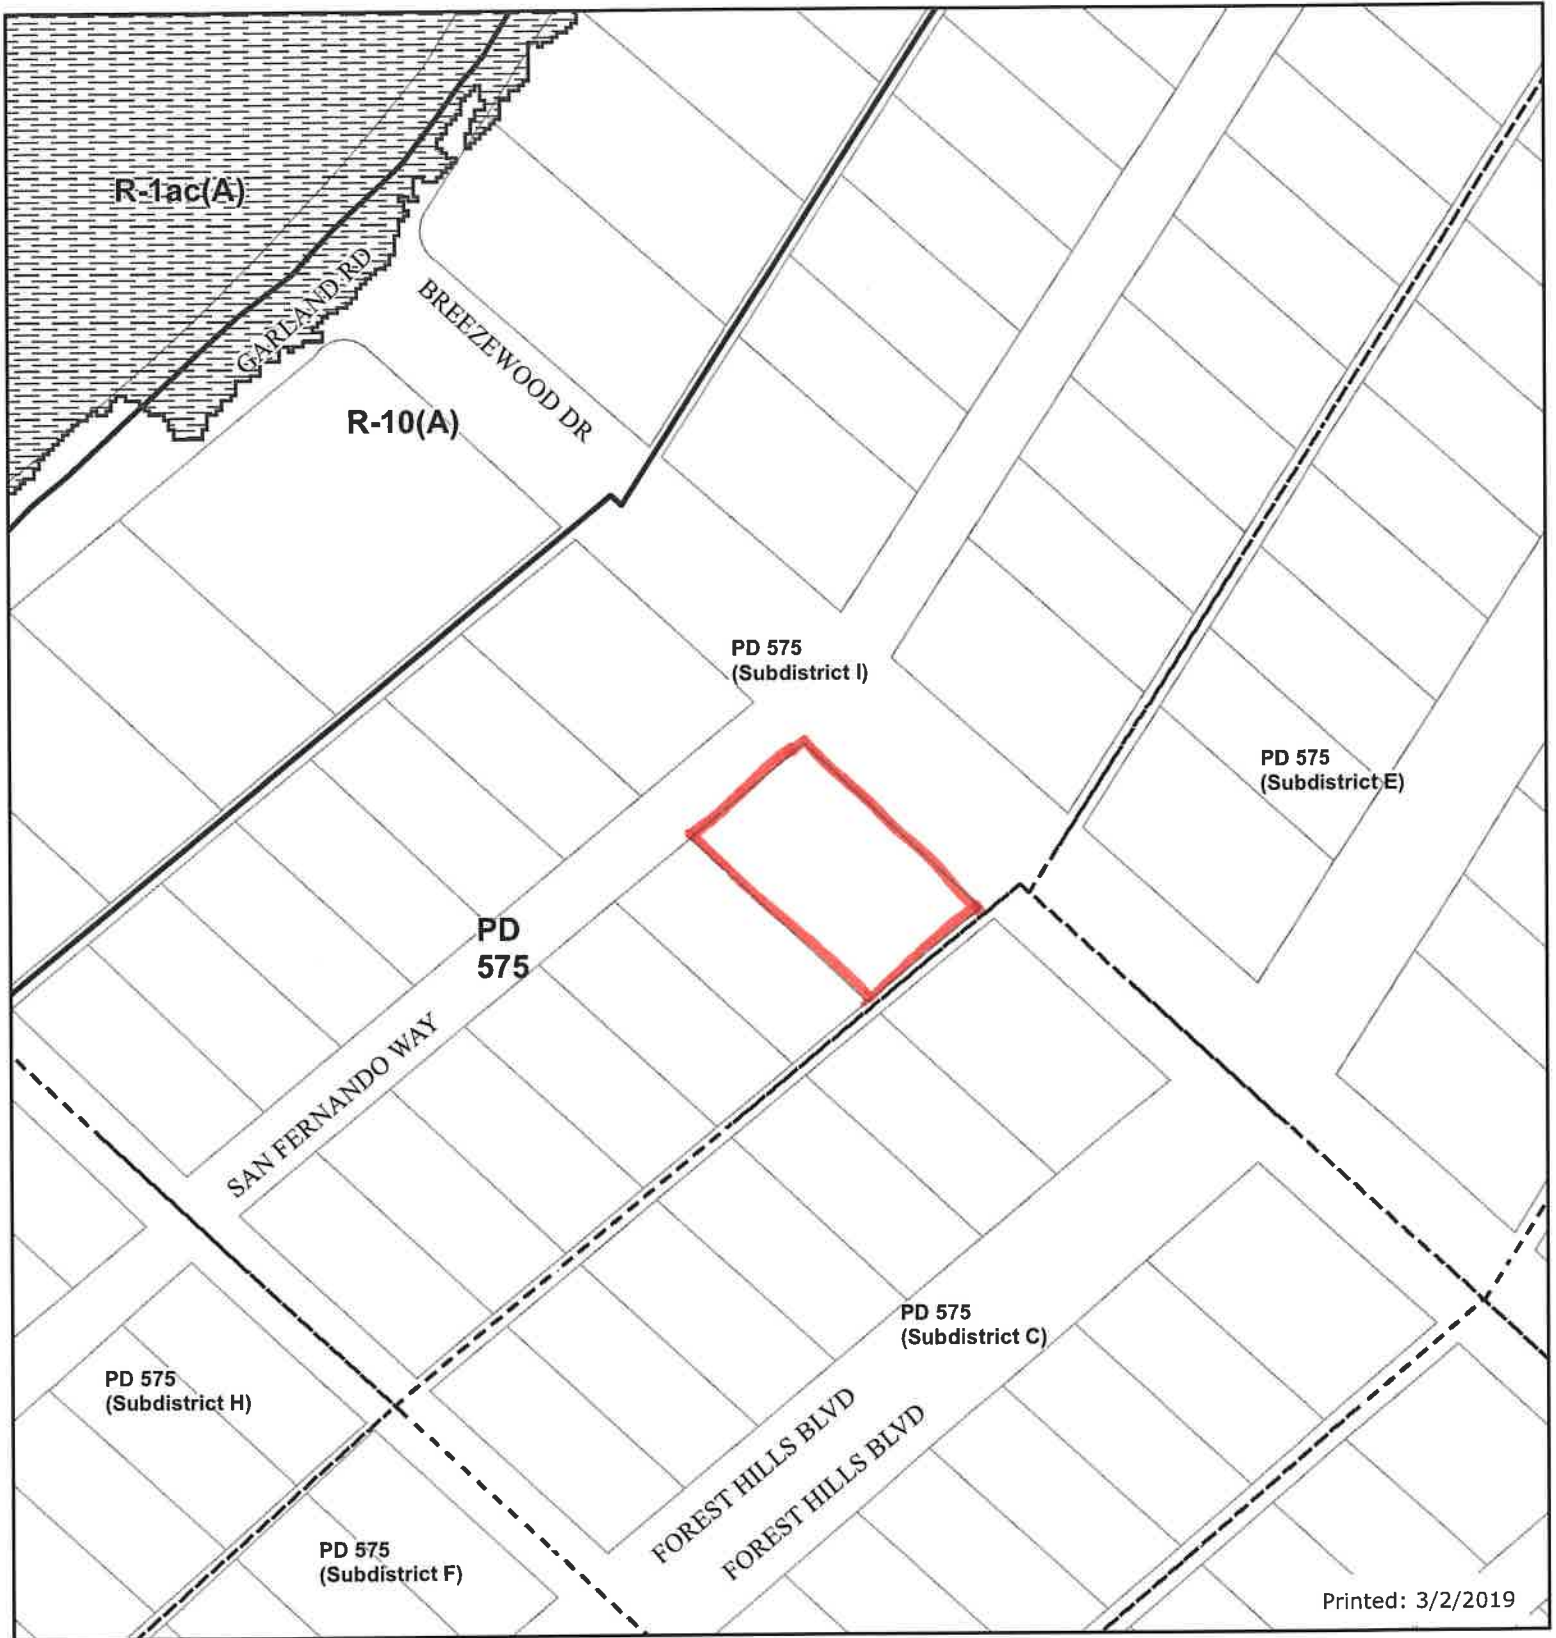 R-1ac(A)
GARLAND RD
BREEZEWOOD DR
R-10(A)
PD 575
(Subdistrict I)
PD 575
(Subdistrict E)
PD
575
SAN FERNANDO WAY
PD 575
(Subdistrict C)
PD 575
(Subdistrict H)
FOREST HILLS BLVD
FOREST HILLS BLVD
PD 575
(Subdistrict F)
Printed: 3/2/2019